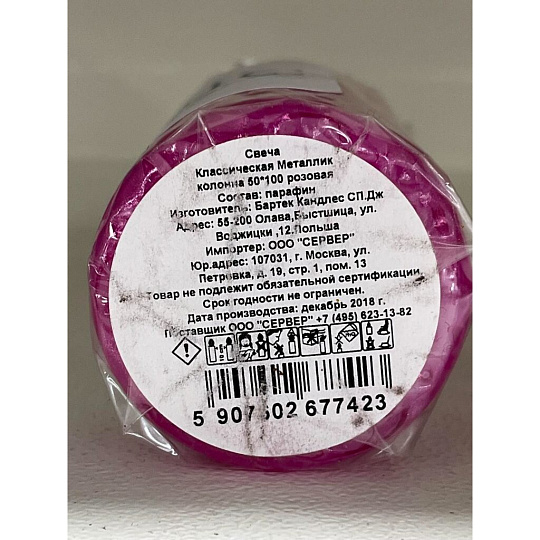 Свеча
Классическая Металлик
колонна 50*100 розовая
Состав: парафин
Изготовитель: Бартек Кандлес СП.Дж
Адрес: 55-200 Олава,Быстшица, ул.
Воджицки ,12,Польша
Импортер: ООО "СЕРВЕР"
Юр.адрес: 107031, г. Москва, ул.
Петровка, д. 19, стр. 1, пом. 13
Товар не подлежит обязательной сертификации.
Срок годности не ограничен.
Дата производства: декабрь 2018 г.
Поставщик ООО "СЕРВЕР" +7 (495) 623-13-82
5 907602 677423